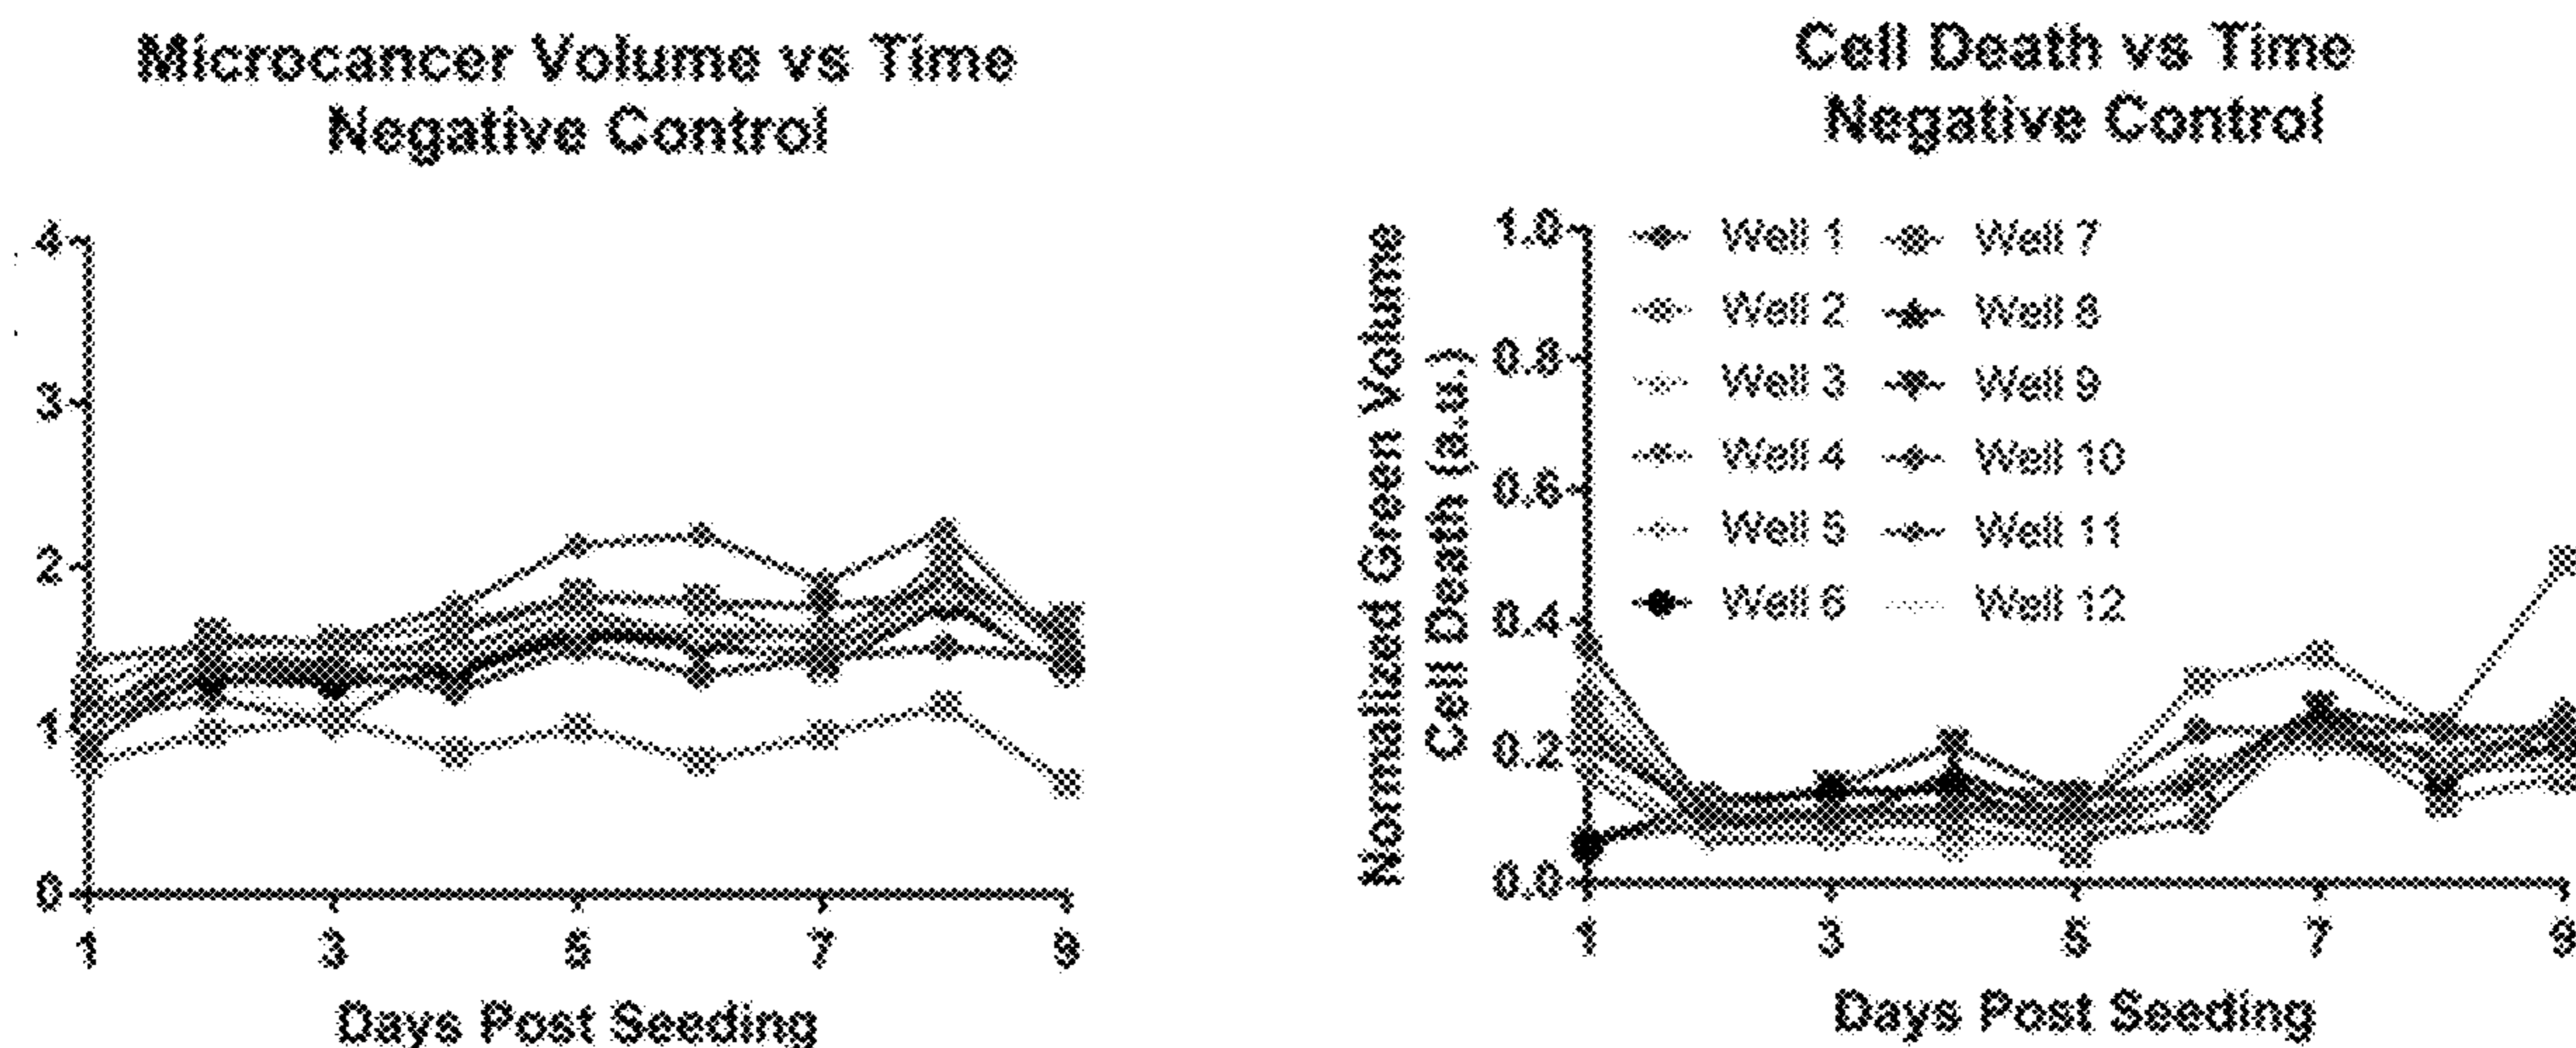 Microcancer Volume vs Time
Negative Control
4
3
2
1
0
1 3 5 7 9
Days Post Seeding
Cell Death vs Time
Negative Control
Normalized Green Volume
Cell Death (a.u.)
1.0
0.8
0.6
0.4
0.2
0.0
Well 1 Well 7
Well 2 Well 8
Well 3 Well 9
Well 4 Well 10
Well 5 Well 11
Well 6 Well 12
1 3 5 7 9
Days Post Seeding